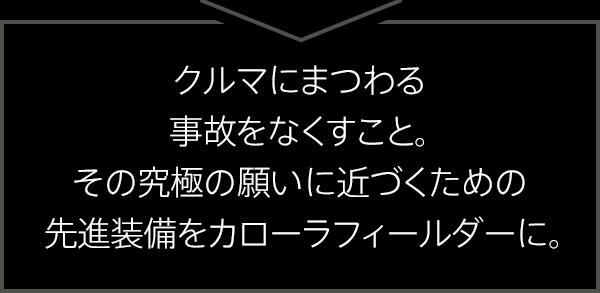 クルマにまつわる
事故をなくすこと。
その究極の願いに近づくための
先進装備をカローラフィールダーに。